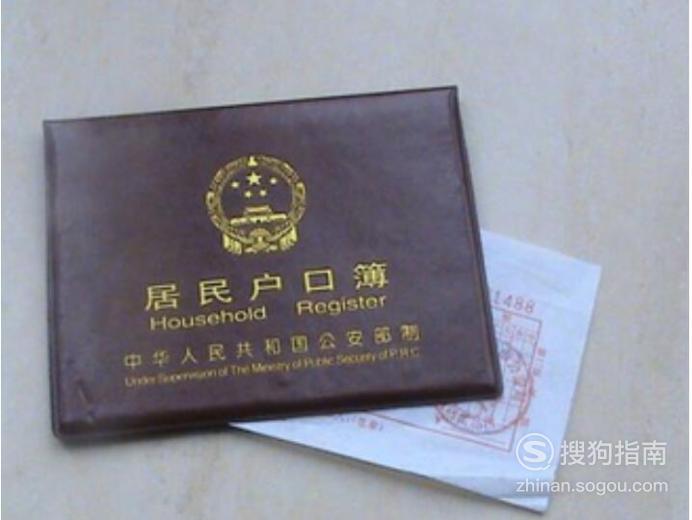 居民户口簿
Household Register
中华人民共和国公安部制
Under Supervision of The Ministry of Public Security of P.R.C
1488
搜狗指南
zhinan.sogou.com